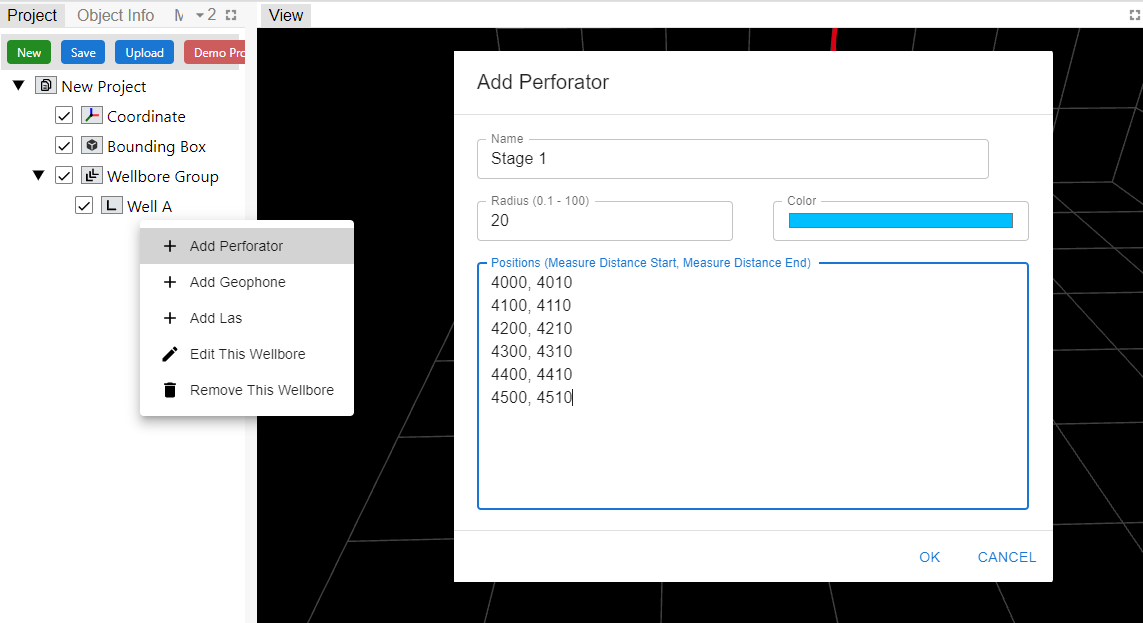 Project Object Info 2
New Save Upload Demo
New Project
Coordinate
Bounding Box
Wellbore Group
Well A
Add Perforator
Add Geophone
Add Las
Edit This Wellbore
Remove This Wellbore
View
Add Perforator
Name
Stage 1
Radius (0.1 - 100)
20
Color
Positions (Measure Distance Start, Measure Distance End)
4000, 4010
4100, 4110
4200, 4210
4300, 4310
4400, 4410
4500, 4510
OK CANCEL